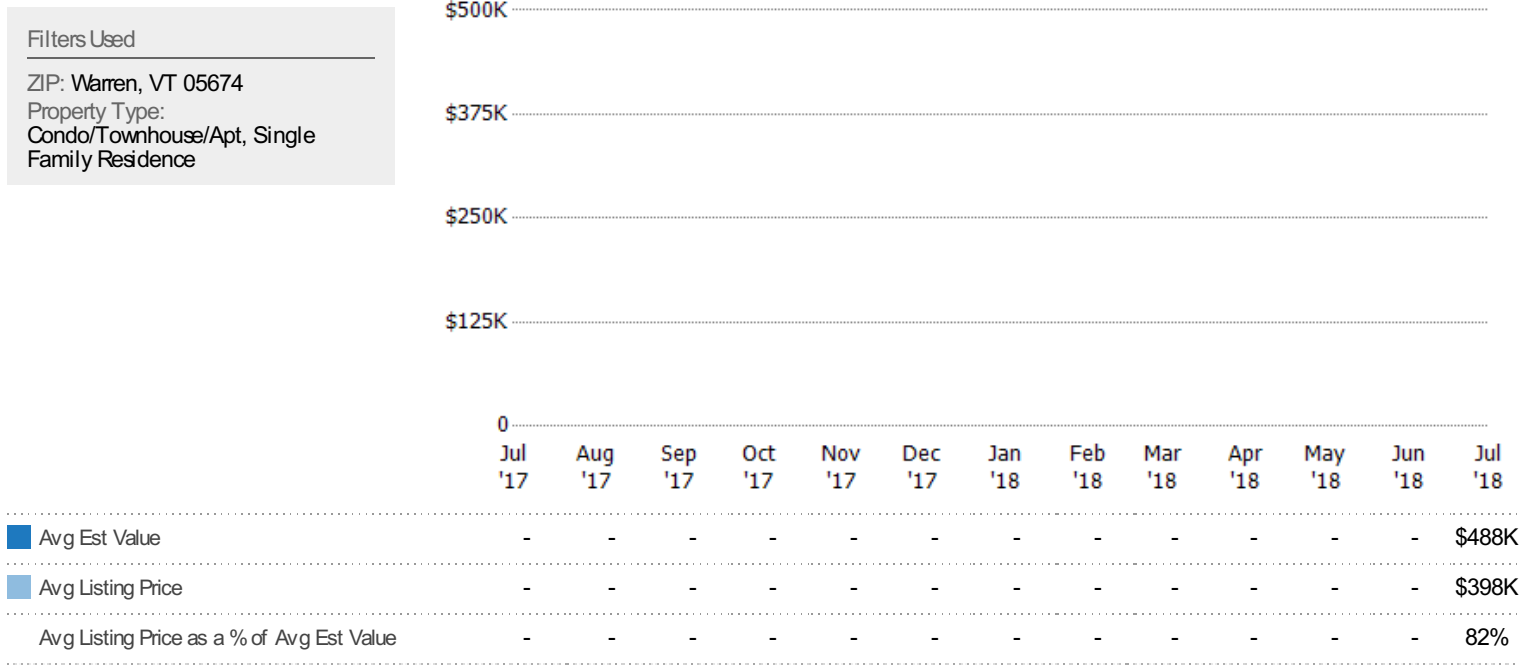 Filters Used
ZIP: Warren, VT 05674
Property Type:
Condo/Townhouse/Apt, Single
Family Residence
$500K
$375K
$250K
$125K
0
Jul Aug Sep Oct Nov Dec Jan Feb Mar Apr May Jun Jul
'17 '17 '17 '17 '17 '17 '18 '18 '18 '18 '18 '18 '18
Avg Est Value - - - - - - - - - - - - $488K
Avg Listing Price - - - - - - - - - - - - $398K
Avg Listing Price as a % of Avg Est Value - - - - - - - - - - - - 82%